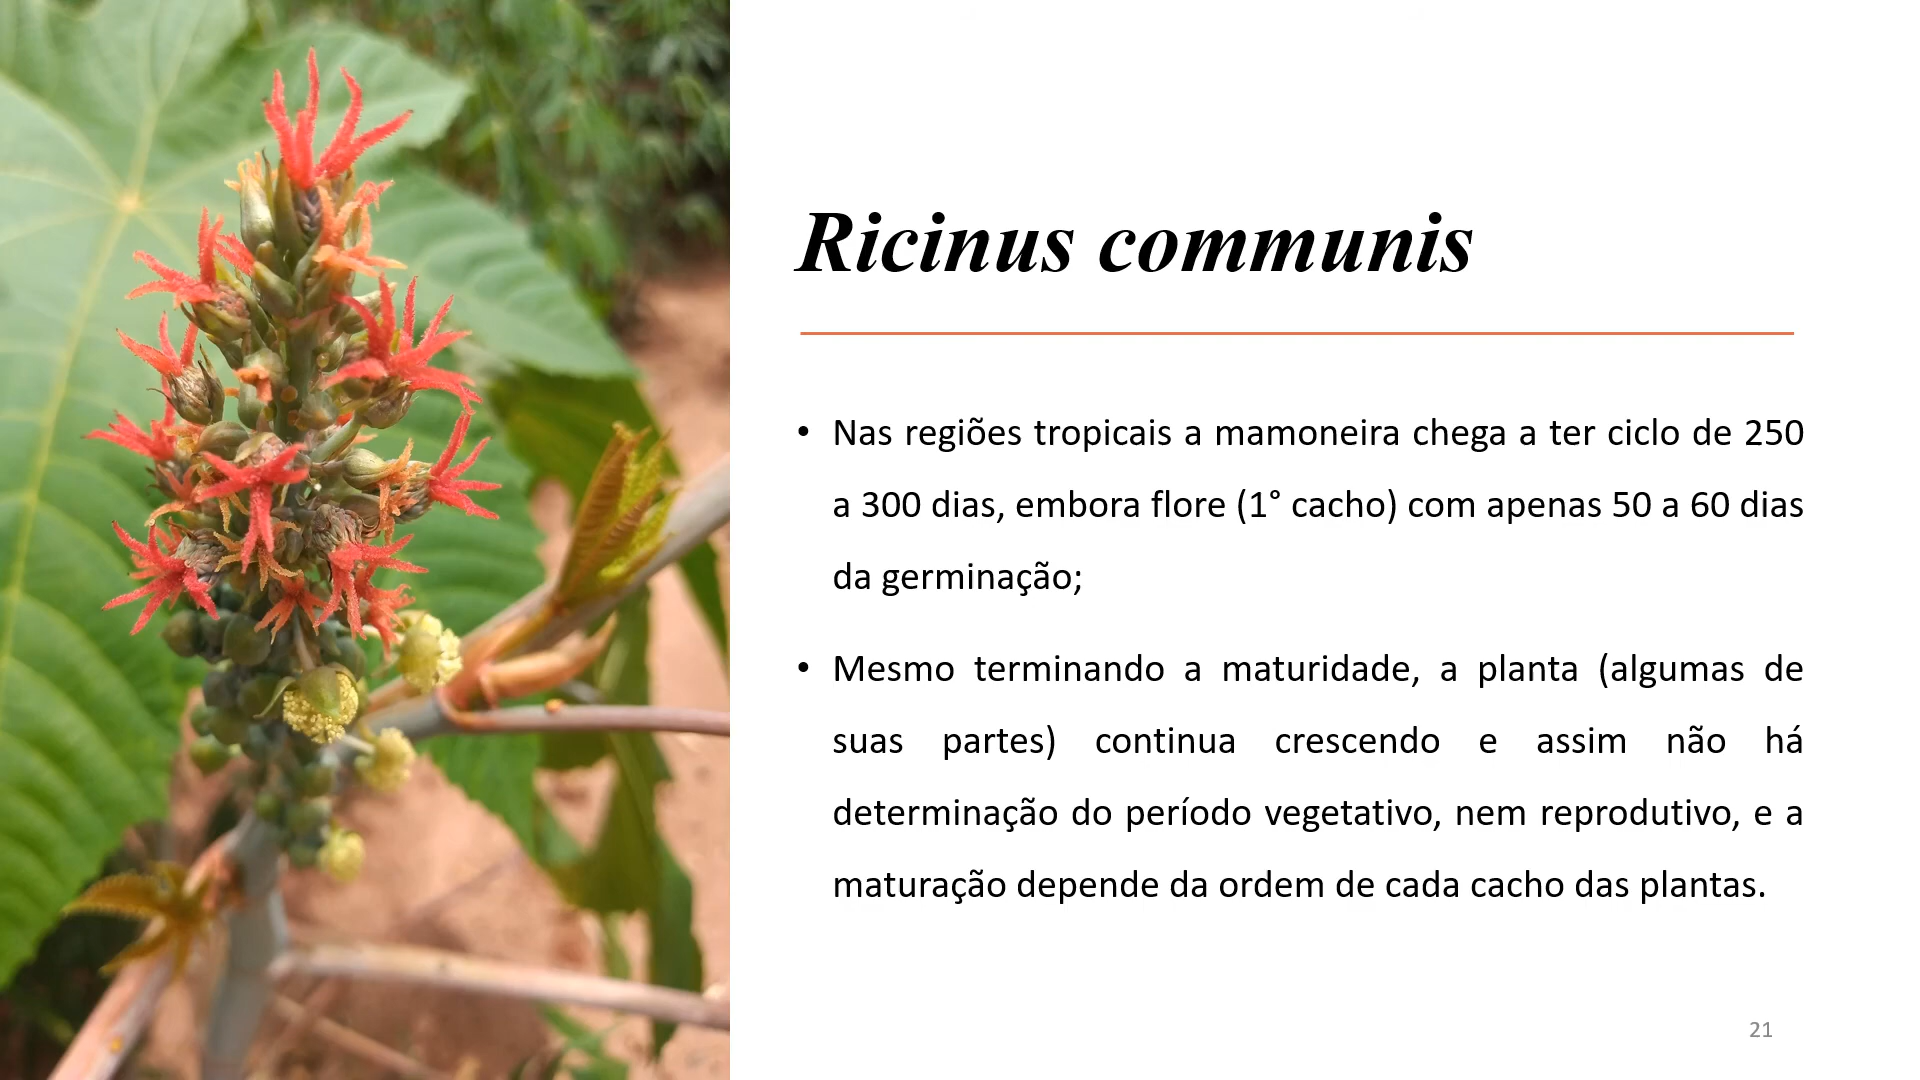 Ricinus communis
• Nas regiões tropicais a mamoneira chega a ter ciclo de 250
a 300 dias, embora flore (1° cacho) com apenas 50 a 60 dias
da germinação;
• Mesmo terminando a maturidade, a planta (algumas de
suas partes) continua crescendo e assim não há
determinação do período vegetativo, nem reprodutivo, e a
maturação depende da ordem de cada cacho das plantas.
21